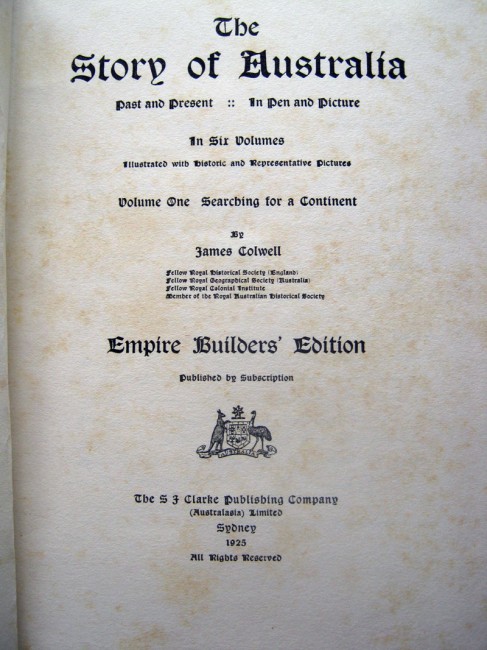 The
Story of Australia
Past and Present :: In Pen and Picture
In Six Volumes
Illustrated with Historic and Representative Pictures
Volume One Searching for a Continent
By
James Colwell
Fellow Royal Historical Society (England)
Fellow Royal Geographical Society (Australia)
Fellow Royal Colonial Institute
Member of the Royal Australian Historical Society
Empire Builders' Edition
Published by Subscription
AUSTRALIA
The S J Clarke Publishing Company
(Australasia) Limited
Sydney
1925
All Rights Reserved